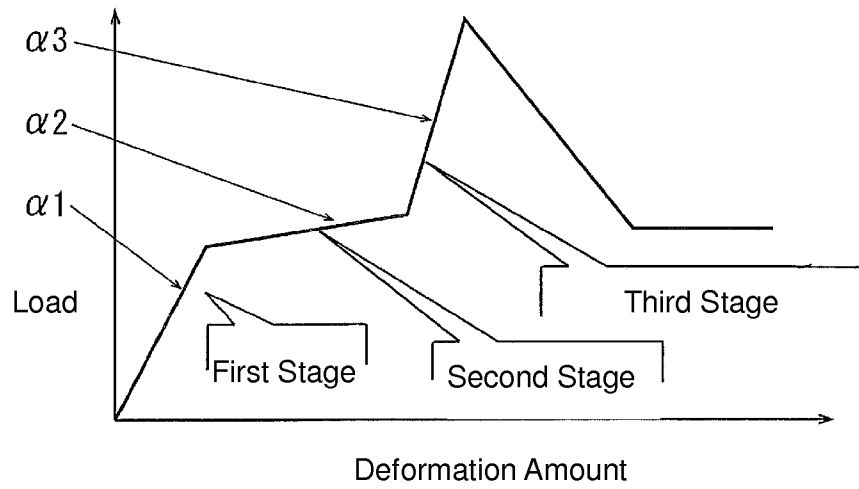 α3
α2
α1
Load
Third Stage
First Stage
Second Stage
Deformation Amount